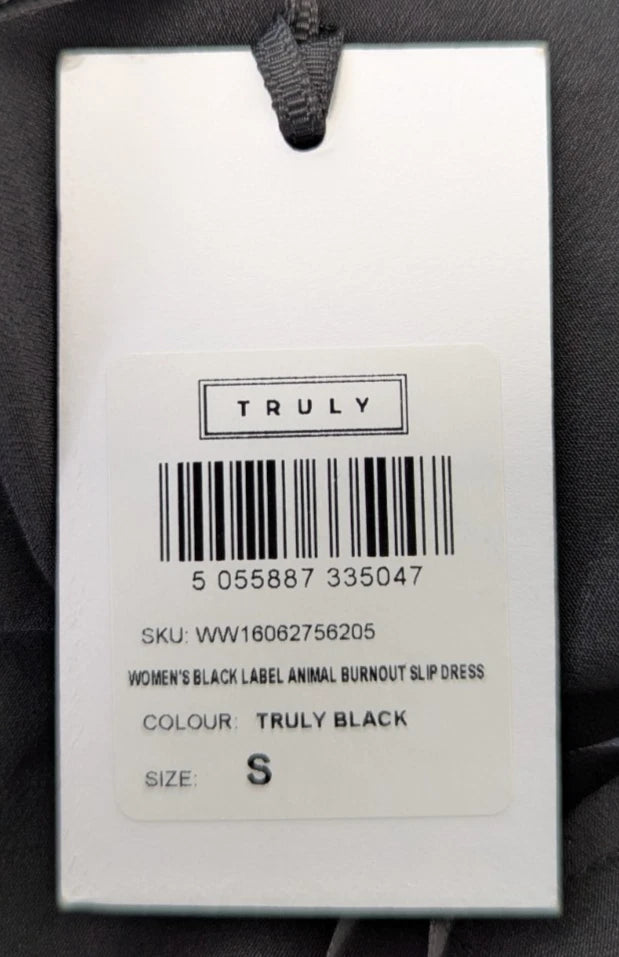 TRULY
5 055887 335047
SKU: WW16062756205
WOMEN'S BLACK LABEL ANIMAL BURNOUT SLIP DRESS
COLOUR: TRULY BLACK
SIZE: S